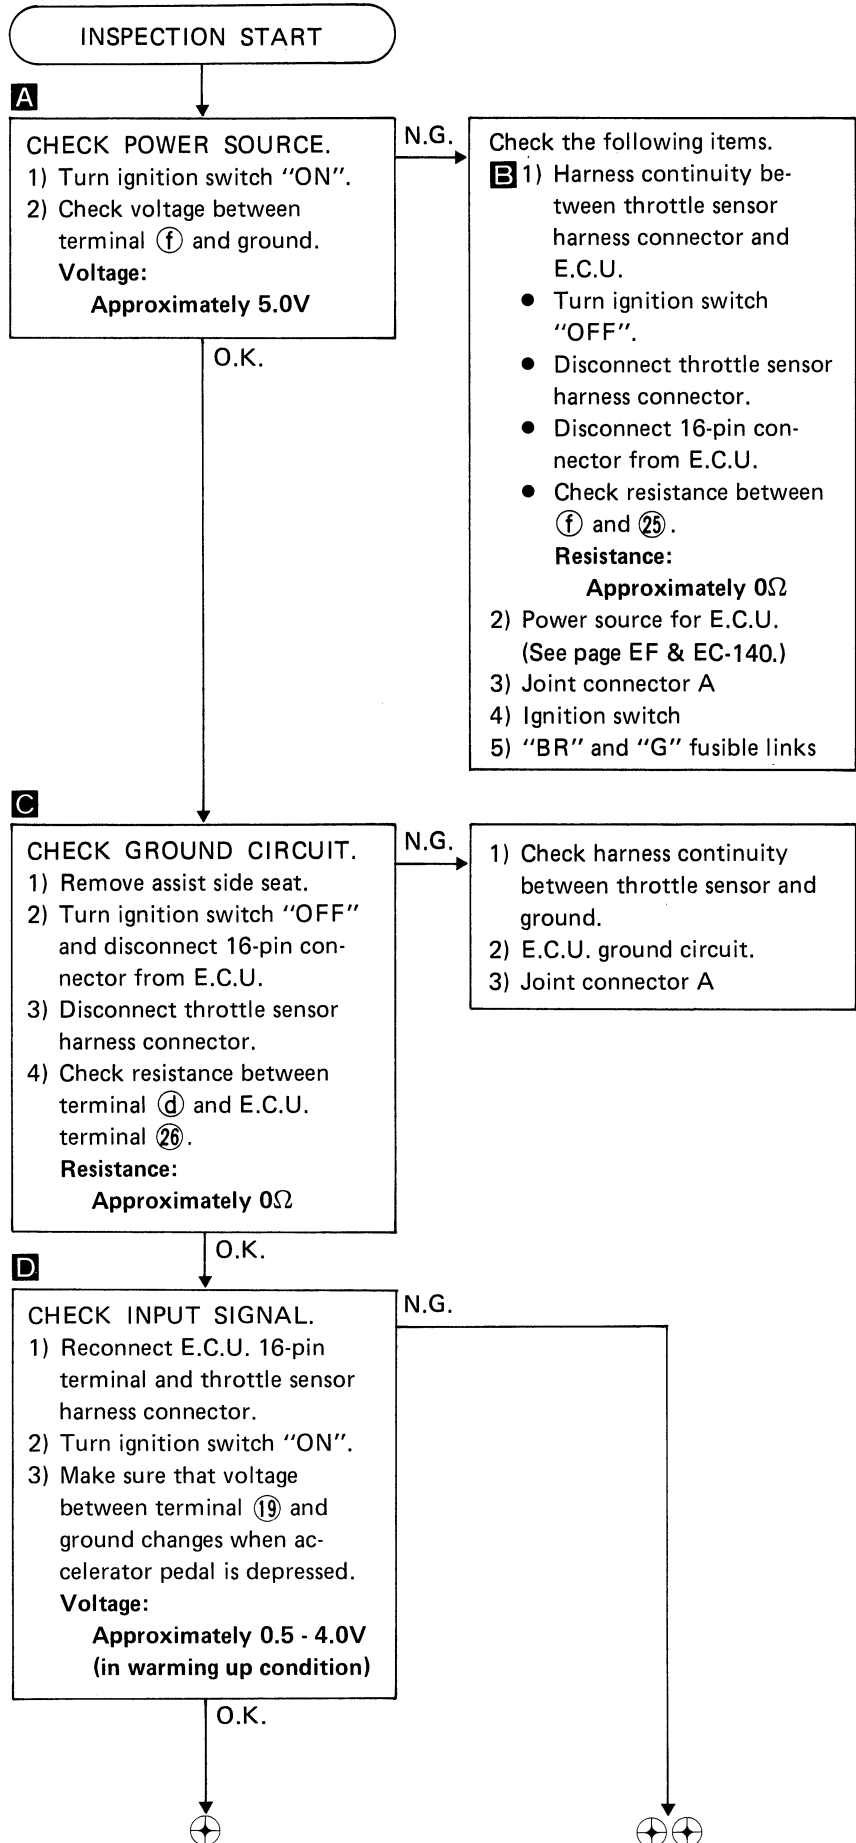 INSPECTION START
A
CHECK POWER SOURCE.
1) Turn ignition switch "ON".
2) Check voltage between
terminal ⓕ and ground.
Voltage:
Approximately 5.0V
N.G.
O.K.
Check the following items.
B 1) Harness continuity be-
tween throttle sensor
harness connector and
E.C.U.
● Turn ignition switch
"OFF".
● Disconnect throttle sensor
harness connector.
● Disconnect 16-pin con-
nector from E.C.U.
● Check resistance between
ⓕ and ㉕.
Resistance:
Approximately 0Ω
2) Power source for E.C.U.
(See page EF & EC-140.)
3) Joint connector A
4) Ignition switch
5) "BR" and "G" fusible links
C
CHECK GROUND CIRCUIT.
1) Remove assist side seat.
2) Turn ignition switch "OFF"
and disconnect 16-pin con-
nector from E.C.U.
3) Disconnect throttle sensor
harness connector.
4) Check resistance between
terminal ⓓ and E.C.U.
terminal ㉖.
Resistance:
Approximately 0Ω
N.G.
O.K.
1) Check harness continuity
between throttle sensor and
ground.
2) E.C.U. ground circuit.
3) Joint connector A
D
CHECK INPUT SIGNAL.
1) Reconnect E.C.U. 16-pin
terminal and throttle sensor
harness connector.
2) Turn ignition switch "ON".
3) Make sure that voltage
between terminal ⑲ and
ground changes when ac-
celerator pedal is depressed.
Voltage:
Approximately 0.5 - 4.0V
(in warming up condition)
N.G.
O.K.